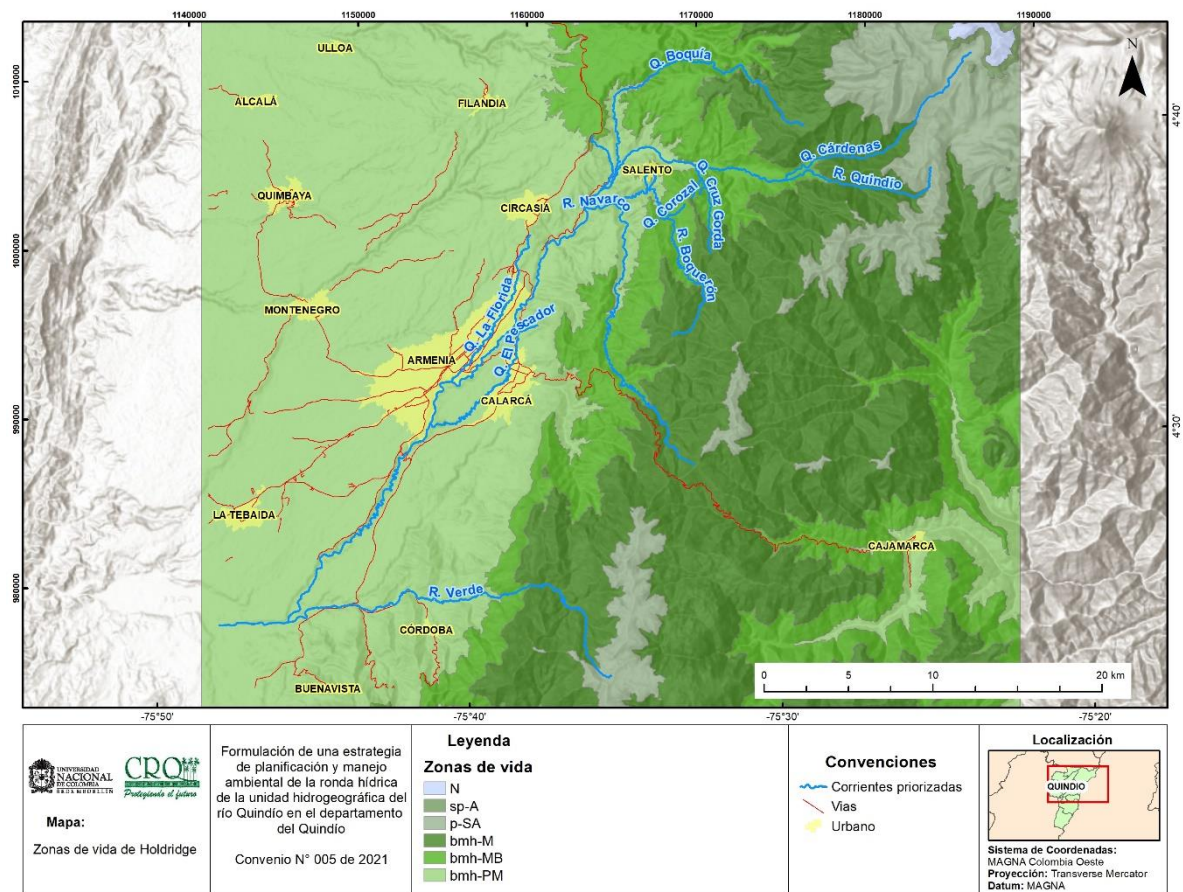 1140000
1150000
1160000
1170000
1180000
1190000
1010000
1000000
990000
980000
4°40'
4°30'
-75°50'
-75°40'
-75°30'
-75°20'
N
ULLOA
ALCALÁ
FILANDIA
QUIMBAYA
CIRCASIA
SALENTO
MONTENEGRO
ARMENIA
CALARCÁ
LA TEBAIDA
CAJAMARCA
CÓRDOBA
BUENAVISTA
Q. Boquía
Q. Cárdenas
R. Quindío
Q. Cruz Gorda
R. Navarco
Q. Corozal
R. Boquerón
Q. La Florida
Q. El Pescador
R. Verde
0 5 10 20 km
UNIVERSIDAD
NACIONAL
DE COLOMBIA
SEDE MEDELLÍN
CRQ
Protegiendo el futuro
Mapa:
Zonas de vida de Holdridge
Formulación de una estrategia
de planificación y manejo
ambiental de la ronda hídrica
de la unidad hidrogeográfica del
río Quindío en el departamento
del Quindío
Convenio N° 005 de 2021
Leyenda
Zonas de vida
N
sp-A
p-SA
bmh-M
bmh-MB
bmh-PM
Convenciones
Corrientes priorizadas
Vias
Urbano
Localización
QUINDÍO
Sistema de Coordenadas:
MAGNA Colombia Oeste
Proyección: Transverse Mercator
Datum: MAGNA